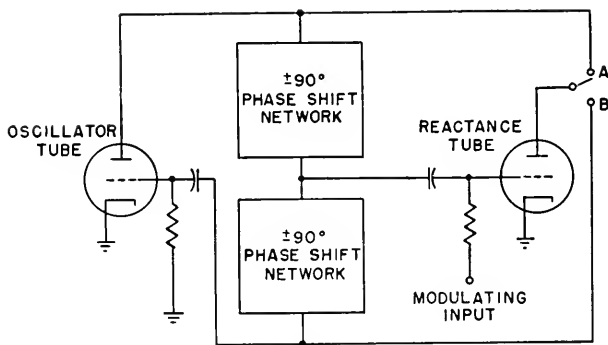 ±90°
PHASE SHIFT
NETWORK
OSCILLATOR
TUBE
REACTANCE
TUBE
A
B
±90°
PHASE SHIFT
NETWORK
MODULATING
INPUT